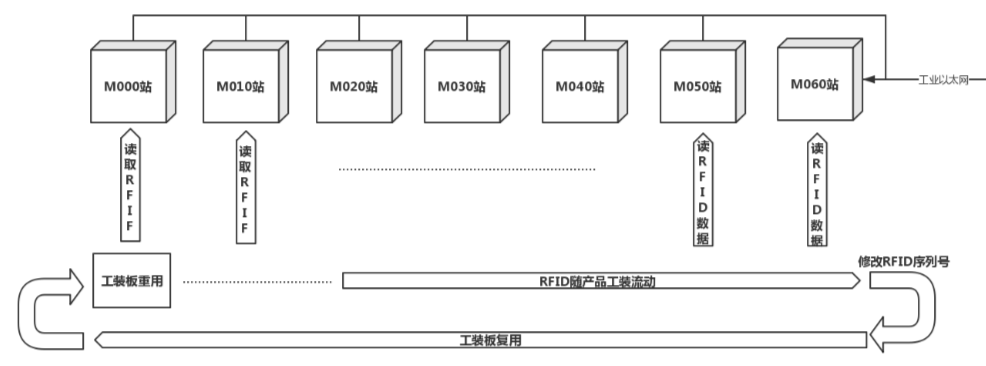 M000站
M010站
M020站
M030站
M040站
M050站
M060站
工业以太网
读取RFIF
读取RFIF
读RFID数据
读RFID数据
工装板重用
RFID随产品工装流动
修改RFID序列号
工装板复用